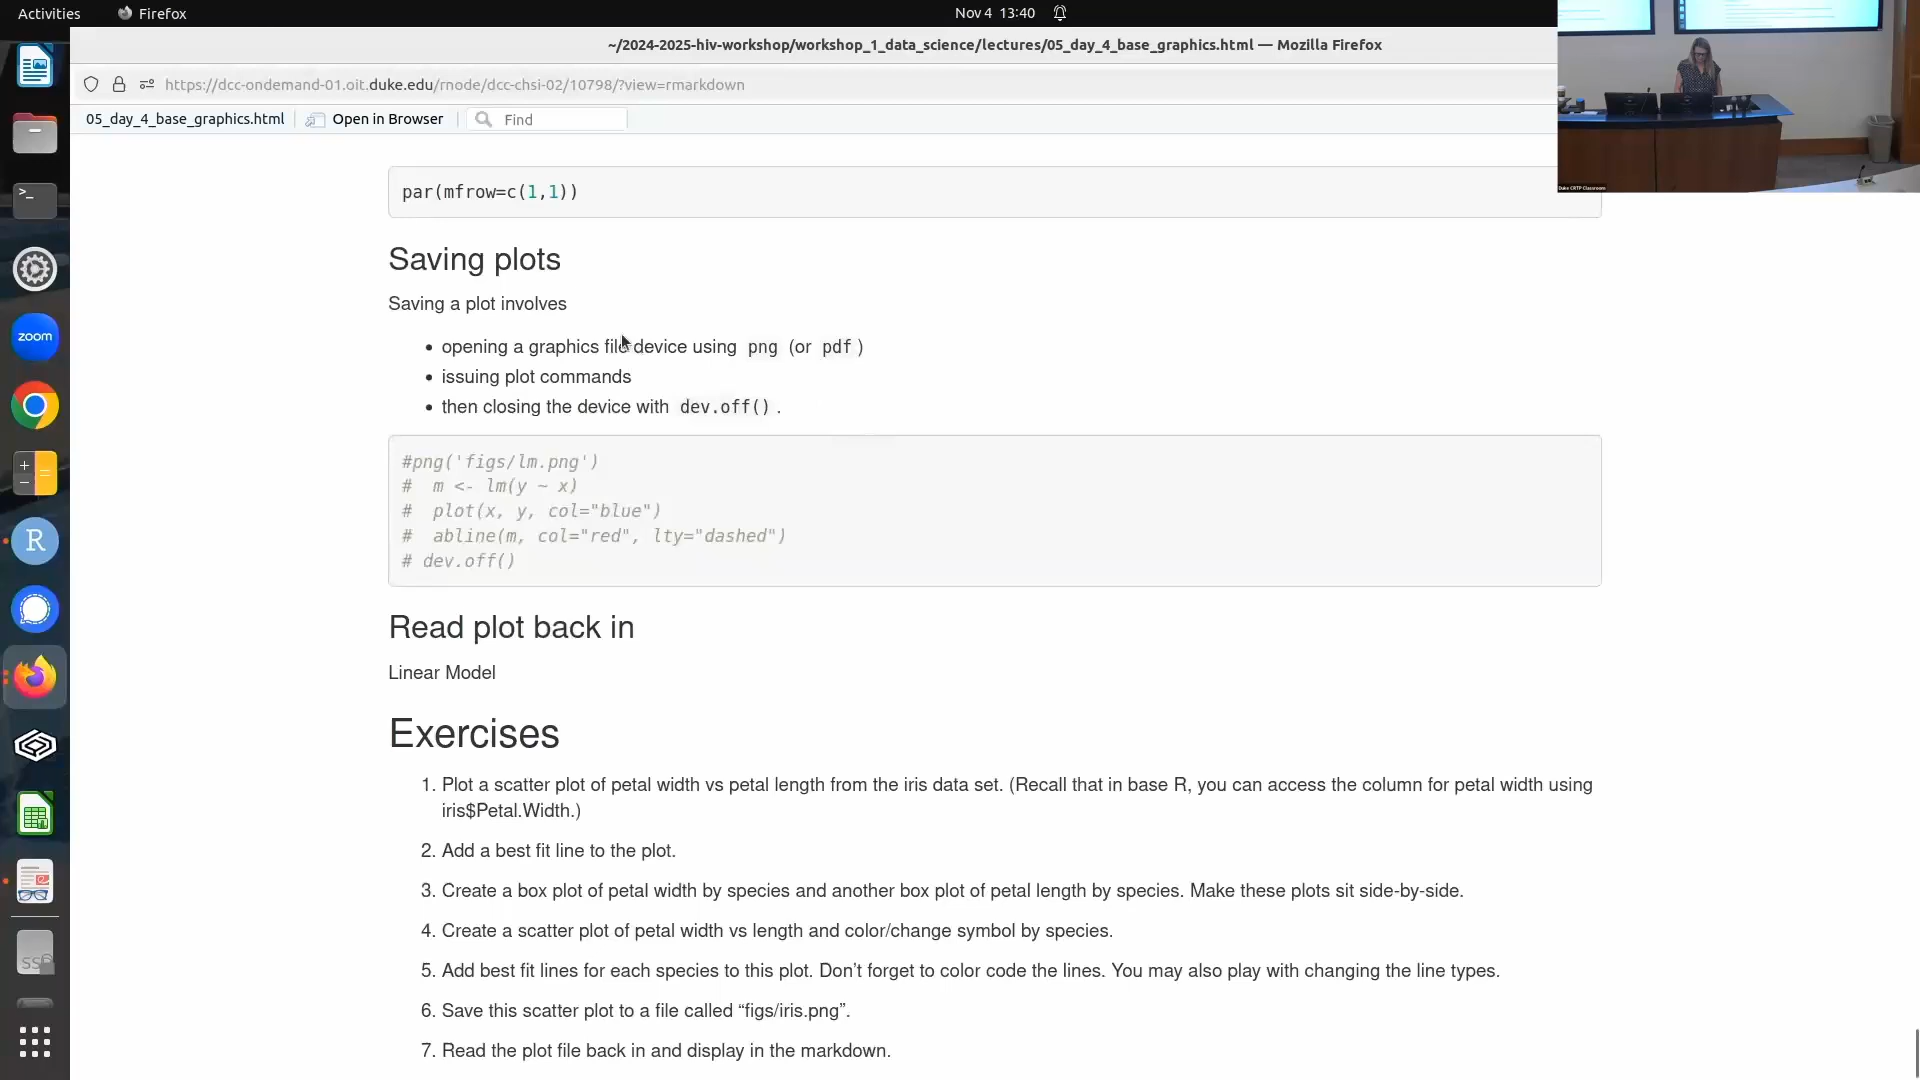 Activities
Firefox
Nov 4 13:40
~/2024-2025-hiv-workshop/workshop_1_data_science/lectures/05_day_4_base_graphics.html — Mozilla Firefox
https://dcc-ondemand-01.oit.duke.edu/rnode/dcc-chsi-02/10798/?view=rmarkdown
05_day_4_base_graphics.html
Open in Browser
Find
Duke CRTP Classroom
par(mfrow=c(1,1))
Saving plots
Saving a plot involves
• opening a graphics file device using png (or pdf )
• issuing plot commands
• then closing the device with dev.off() .
#png('figs/lm.png')
# m <- lm(y ~ x)
# plot(x, y, col="blue")
# abline(m, col="red", lty="dashed")
# dev.off()
Read plot back in
Linear Model
Exercises
1. Plot a scatter plot of petal width vs petal length from the iris data set. (Recall that in base R, you can access the column for petal width using
iris$Petal.Width.)
2. Add a best fit line to the plot.
3. Create a box plot of petal width by species and another box plot of petal length by species. Make these plots sit side-by-side.
4. Create a scatter plot of petal width vs length and color/change symbol by species.
5. Add best fit lines for each species to this plot. Don’t forget to color code the lines. You may also play with changing the line types.
6. Save this scatter plot to a file called “figs/iris.png”.
7. Read the plot file back in and display in the markdown.
zoom
R